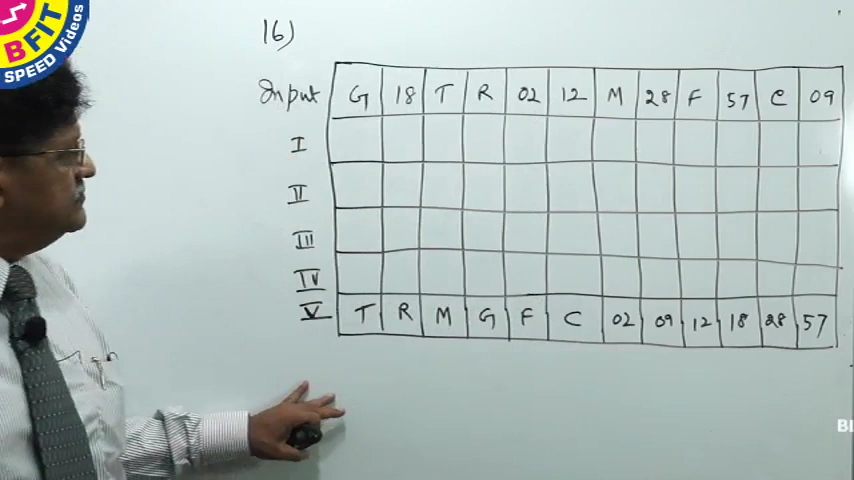 BFIT
SPEED Videos
16)
Input G 18 T R 02 12 M 28 F 57 C 09
I
II
III
IV
V T R M G F C 02 09 12 18 28 57